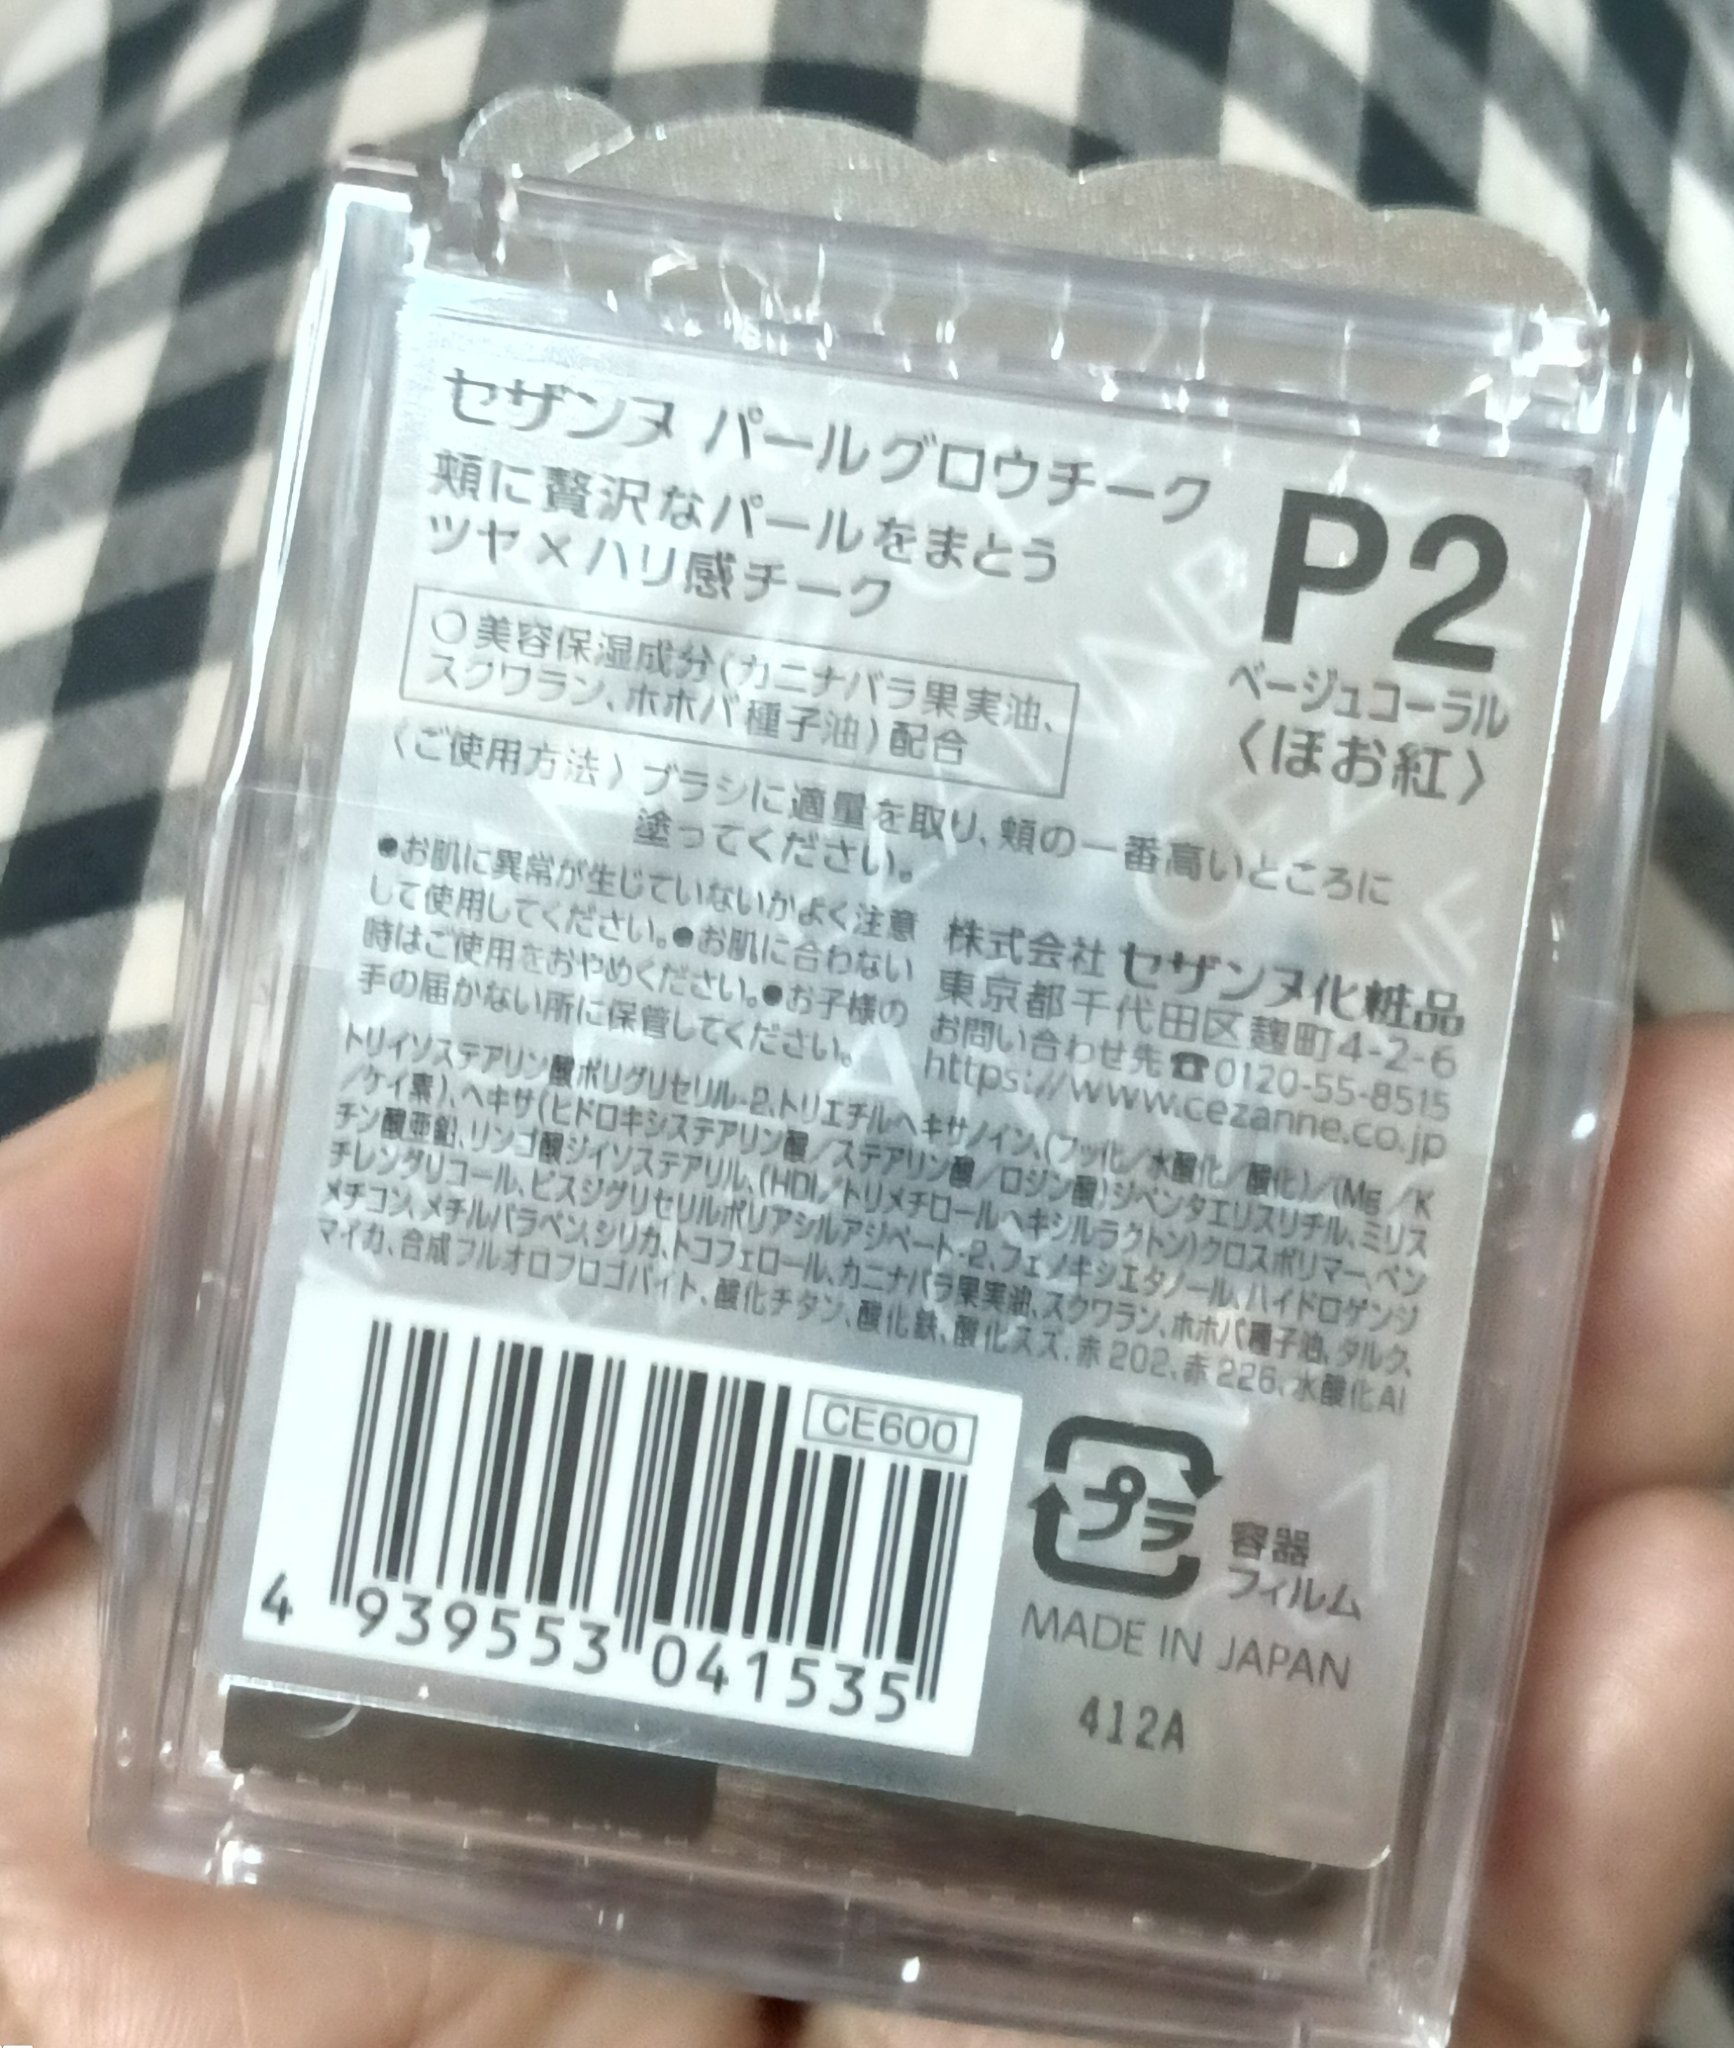 セザンヌ パールグロウチーク
頬に贅沢なパールをまとう
ツヤ×ハリ感チーク
P2
ベージュコーラル
〈ほお紅〉
○美容保湿成分(カニナバラ果実油、
スクワラン、ホホバ種子油)配合
〈ご使用方法〉ブラシに適量を取り、頬の一番高いところに
塗ってください。
●お肌に異常が生じていないかよく注意
して使用してください。●お肌に合わない
時はご使用をおやめください。●お子様の
手の届かない所に保管してください。
株式会社 セザンヌ化粧品
東京都千代田区麹町4-2-6
お問い合わせ先☎0120-55-8515
https://www.cezanne.co.jp
トリイソステアリン酸ポリグリセリル-2、トリエチルヘキサノイン、(フッ化/水酸化/酸化)/(Mg/K
/ケイ素)、ヘキサ(ヒドロキシステアリン酸/ステアリン酸/ロジン酸)ジペンタエリスリチル、ミリス
チン酸亜鉛、リンゴ酸ジイソステアリル、(HDI/トリメチロールヘキシルラクトン)クロスポリマー、ペン
チレングリコール、ビスジグリセリルポリアシルアジペート-2、フェノキシエタノール、ハイドロゲンジ
メチコン、メチルパラベン、シリカ、トコフェロール、カニナバラ果実油、スクワラン、ホホバ種子油、タルク、
マイカ、合成フルオロフロゴパイト、酸化チタン、酸化鉄、酸化スズ、赤202、赤226、水酸化Al
CE600
4 939553 041535
プラ
容器
フィルム
MADE IN JAPAN
412A